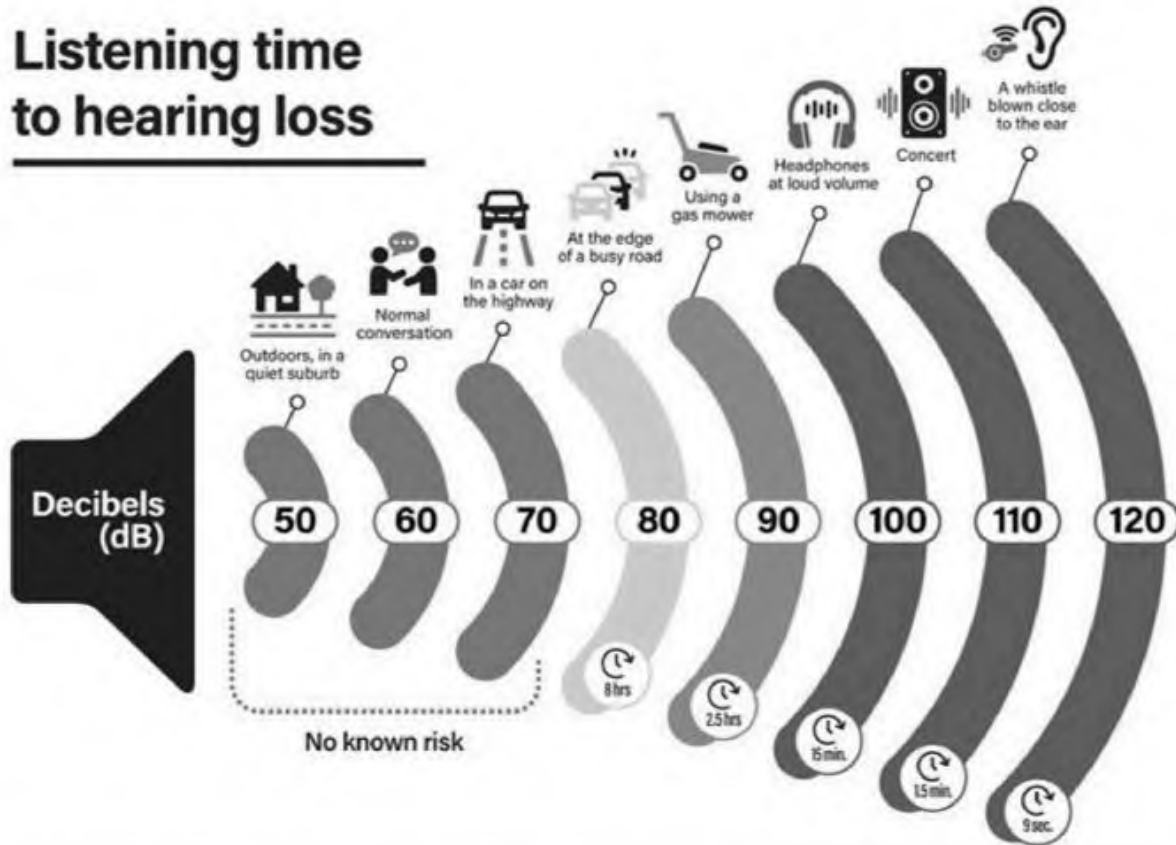 Listening time
to hearing loss
Outdoors, in a
quiet suburb
Normal
conversation
In a car on
the highway
At the edge
of a busy road
Using a
gas mower
Headphones
at loud volume
Concert
A whistle
blown close
to the ear
Decibels
(dB)
50
60
70
80
90
100
110
120
8 hrs
2.5 hrs
15 min.
1.5 min.
9 sec.
No known risk